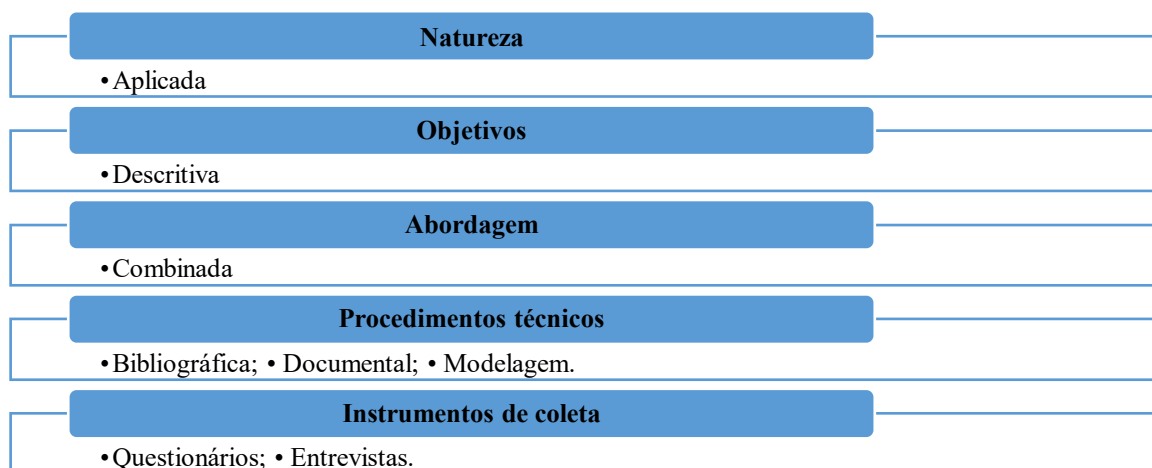 Natureza
•Aplicada
Objetivos
•Descritiva
Abordagem
•Combinada
Procedimentos técnicos
•Bibliográfica; • Documental; • Modelagem.
Instrumentos de coleta
•Questionários; • Entrevistas.